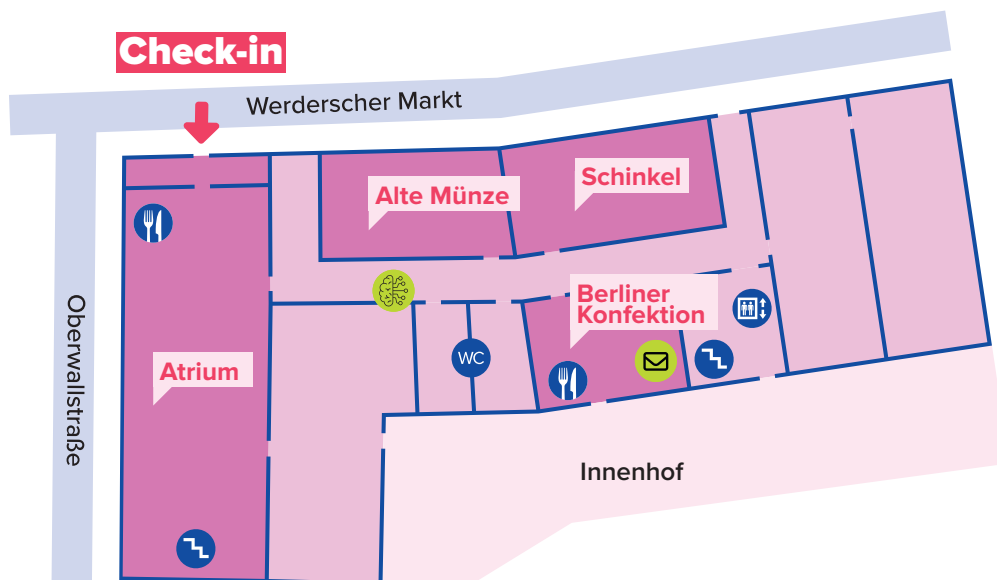 Check-in
Werderscher Markt
Alte Münze
Schinkel
Berliner
Konfektion
Oberwallstraße
WC
Atrium
Innenhof